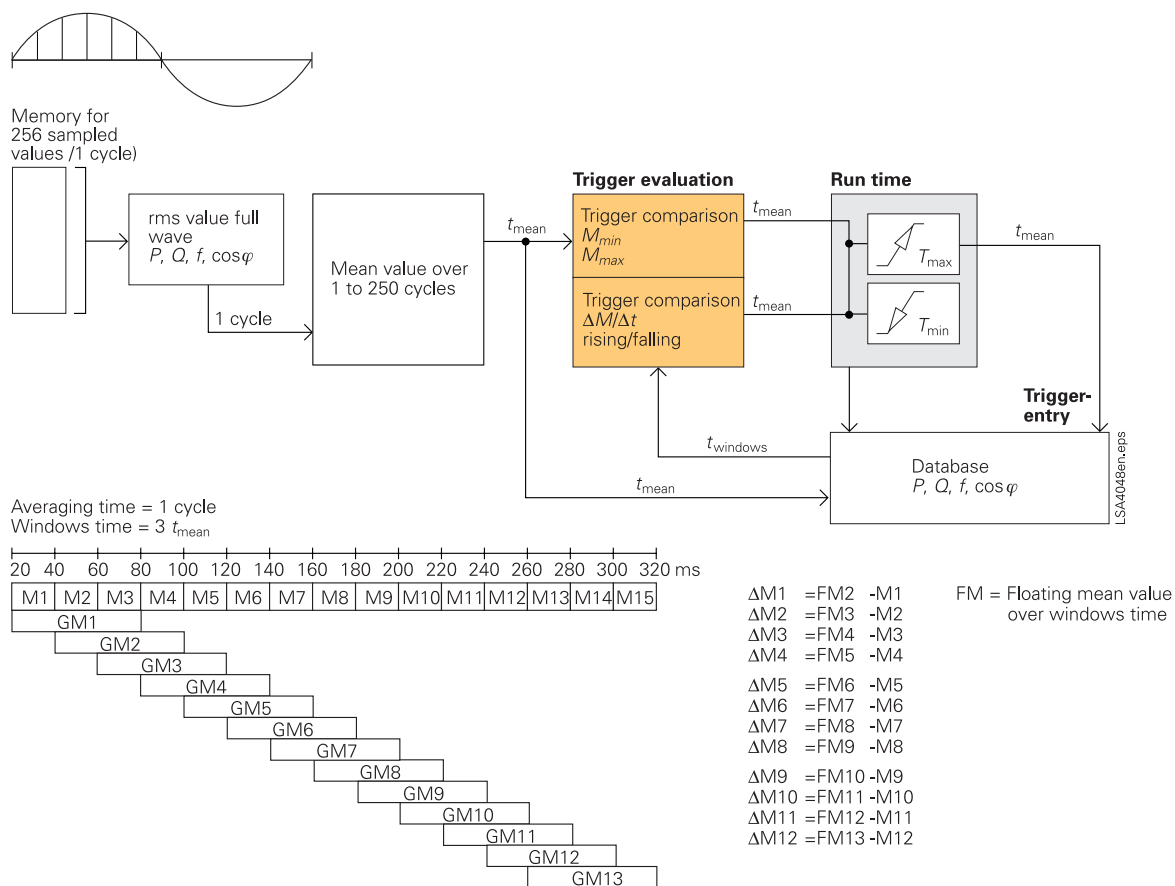 Memory for
256 sampled
values /1 cycle)
rms value full
wave
P, Q, f, cosφ
1 cycle
Mean value over
1 to 250 cycles
tmean
Trigger evaluation
Trigger comparison
Mmin
Mmax
Trigger comparison
ΔM/Δt
rising/falling
tmean
tmean
Run time
Tmax
Tmin
tmean
Trigger-
entry
twindows
tmean
Database
P, Q, f, cosφ
LSA4048en.eps
Averaging time = 1 cycle
Windows time = 3 tmean
20 40 60 80 100 120 140 160 180 200 220 240 260 280 300 320 ms
M1 M2 M3 M4 M5 M6 M7 M8 M9 M10 M11 M12 M13 M14 M15
GM1
GM2
GM3
GM4
GM5
GM6
GM7
GM8
GM9
GM10
GM11
GM12
GM13
ΔM1 =FM2 -M1
ΔM2 =FM3 -M2
ΔM3 =FM4 -M3
ΔM4 =FM5 -M4
ΔM5 =FM6 -M5
ΔM6 =FM7 -M6
ΔM7 =FM8 -M7
ΔM8 =FM9 -M8
ΔM9 =FM10 -M9
ΔM10 =FM11 -M10
ΔM11 =FM12 -M11
ΔM12 =FM13 -M12
FM = Floating mean value
over windows time